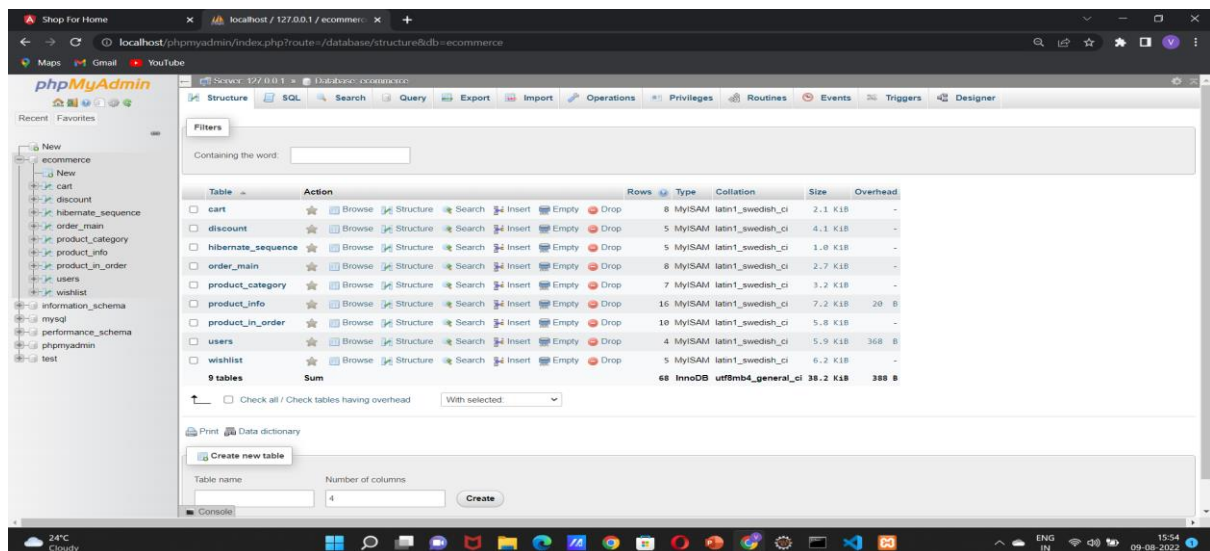 Shop For Home
localhost / 127.0.0.1 / ecommerc
localhost/phpmyadmin/index.php?route=/database/structure&db=ecommerce
V
Maps Gmail YouTube
phpMyAdmin
Recent Favorites
New
ecommerce
New
cart
discount
hibernate_sequence
order_main
product_category
product_info
product_in_order
users
wishlist
information_schema
mysql
performance_schema
phpmyadmin
test
Server: 127.0.0.1 » Database: ecommerce
Structure SQL Search Query Export Import Operations Privileges Routines Events Triggers Designer
Filters
Containing the word:
Table Action Rows Type Collation Size Overhead
cart Browse Structure Search Insert Empty Drop 8 MyISAM latin1_swedish_ci 2.1 KiB -
discount Browse Structure Search Insert Empty Drop 5 MyISAM latin1_swedish_ci 4.1 KiB -
hibernate_sequence Browse Structure Search Insert Empty Drop 5 MyISAM latin1_swedish_ci 1.0 KiB -
order_main Browse Structure Search Insert Empty Drop 8 MyISAM latin1_swedish_ci 2.7 KiB -
product_category Browse Structure Search Insert Empty Drop 7 MyISAM latin1_swedish_ci 3.2 KiB -
product_info Browse Structure Search Insert Empty Drop 16 MyISAM latin1_swedish_ci 7.2 KiB 20 B
product_in_order Browse Structure Search Insert Empty Drop 10 MyISAM latin1_swedish_ci 5.8 KiB -
users Browse Structure Search Insert Empty Drop 4 MyISAM latin1_swedish_ci 5.9 KiB 368 B
wishlist Browse Structure Search Insert Empty Drop 5 MyISAM latin1_swedish_ci 6.2 KiB -
9 tables Sum 68 InnoDB utf8mb4_general_ci 38.2 KiB 388 B
Check all / Check tables having overhead With selected:
Print Data dictionary
Create new table
Table name Number of columns
4 Create
Console
24°C
Cloudy
ENG
IN
15:54
09-08-2022